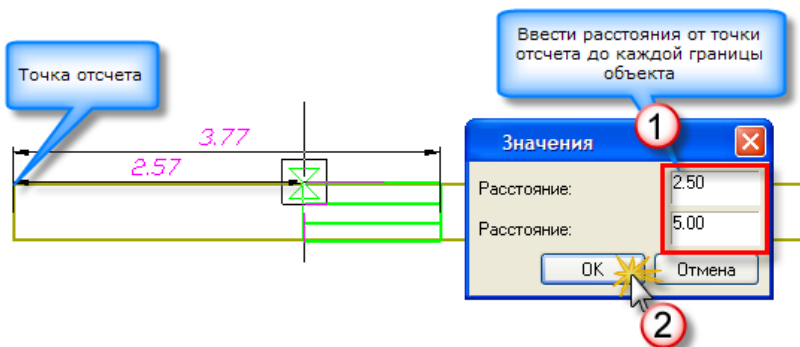 Точка отсчета
Ввести расстояния от точки
отсчета до каждой границы
объекта
3.77
2.57
1
Значения
Расстояние:
2.50
Расстояние:
5.00
OK
Отмена
2